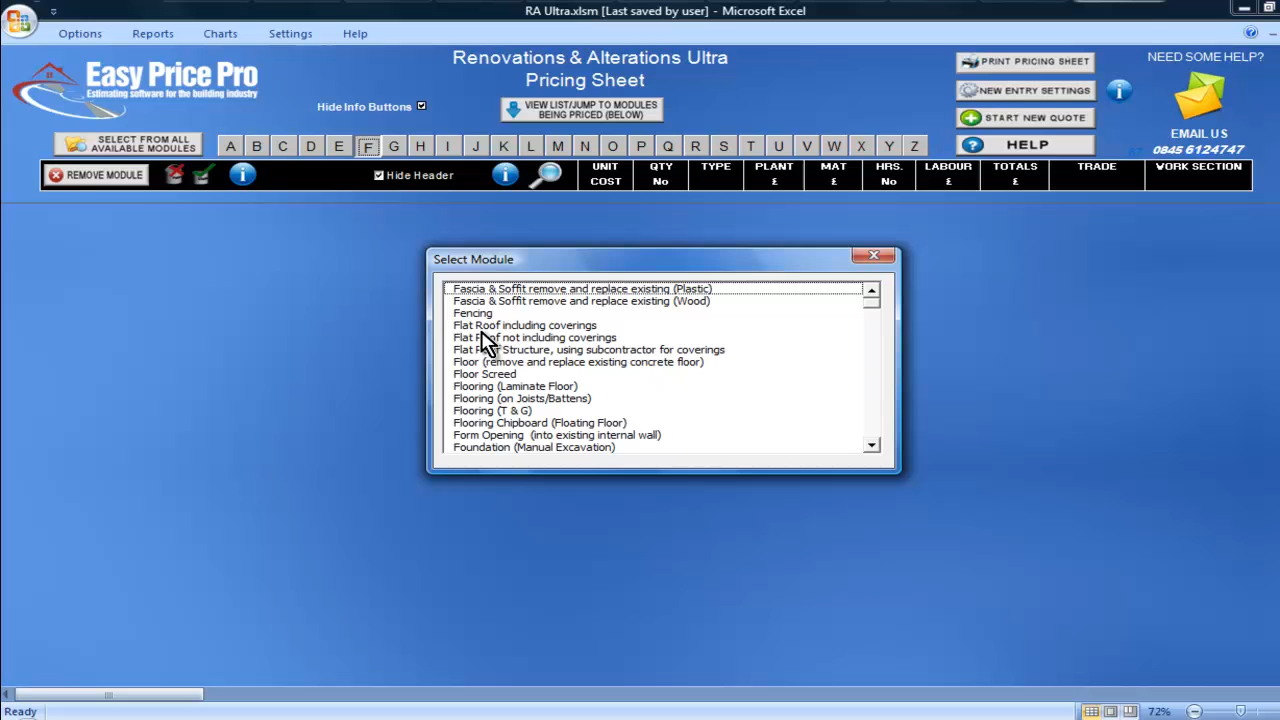 RA Ultra.xlsm [Last saved by user] - Microsoft Excel
Options Reports Charts Settings Help
Easy Price Pro
Estimating software for the building industry
Hide Info Buttons
Renovations & Alterations Ultra
Pricing Sheet
VIEW LIST/JUMP TO MODULES
BEING PRICED (BELOW)
PRINT PRICING SHEET
NEW ENTRY SETTINGS
START NEW QUOTE
HELP
NEED SOME HELP?
EMAIL US
0845 6124747
SELECT FROM ALL
AVAILABLE MODULES
A B C D E F G H I J K L M N O P Q R S T U V W X Y Z
REMOVE MODULE
Hide Header
UNIT COST
QTY No
TYPE
PLANT £
MAT £
HRS. No
LABOUR £
TOTALS £
TRADE
WORK SECTION
Select Module
Fascia & Soffit remove and replace existing (Plastic)
Fascia & Soffit remove and replace existing (Wood)
Fencing
Flat Roof including coverings
Flat Roof not including coverings
Flat Roof Structure, using subcontractor for coverings
Floor (remove and replace existing concrete floor)
Floor Screed
Flooring (Laminate Floor)
Flooring (on Joists/Battens)
Flooring (T & G)
Flooring Chipboard (Floating Floor)
Form Opening (into existing internal wall)
Foundation (Manual Excavation)
Ready
72%